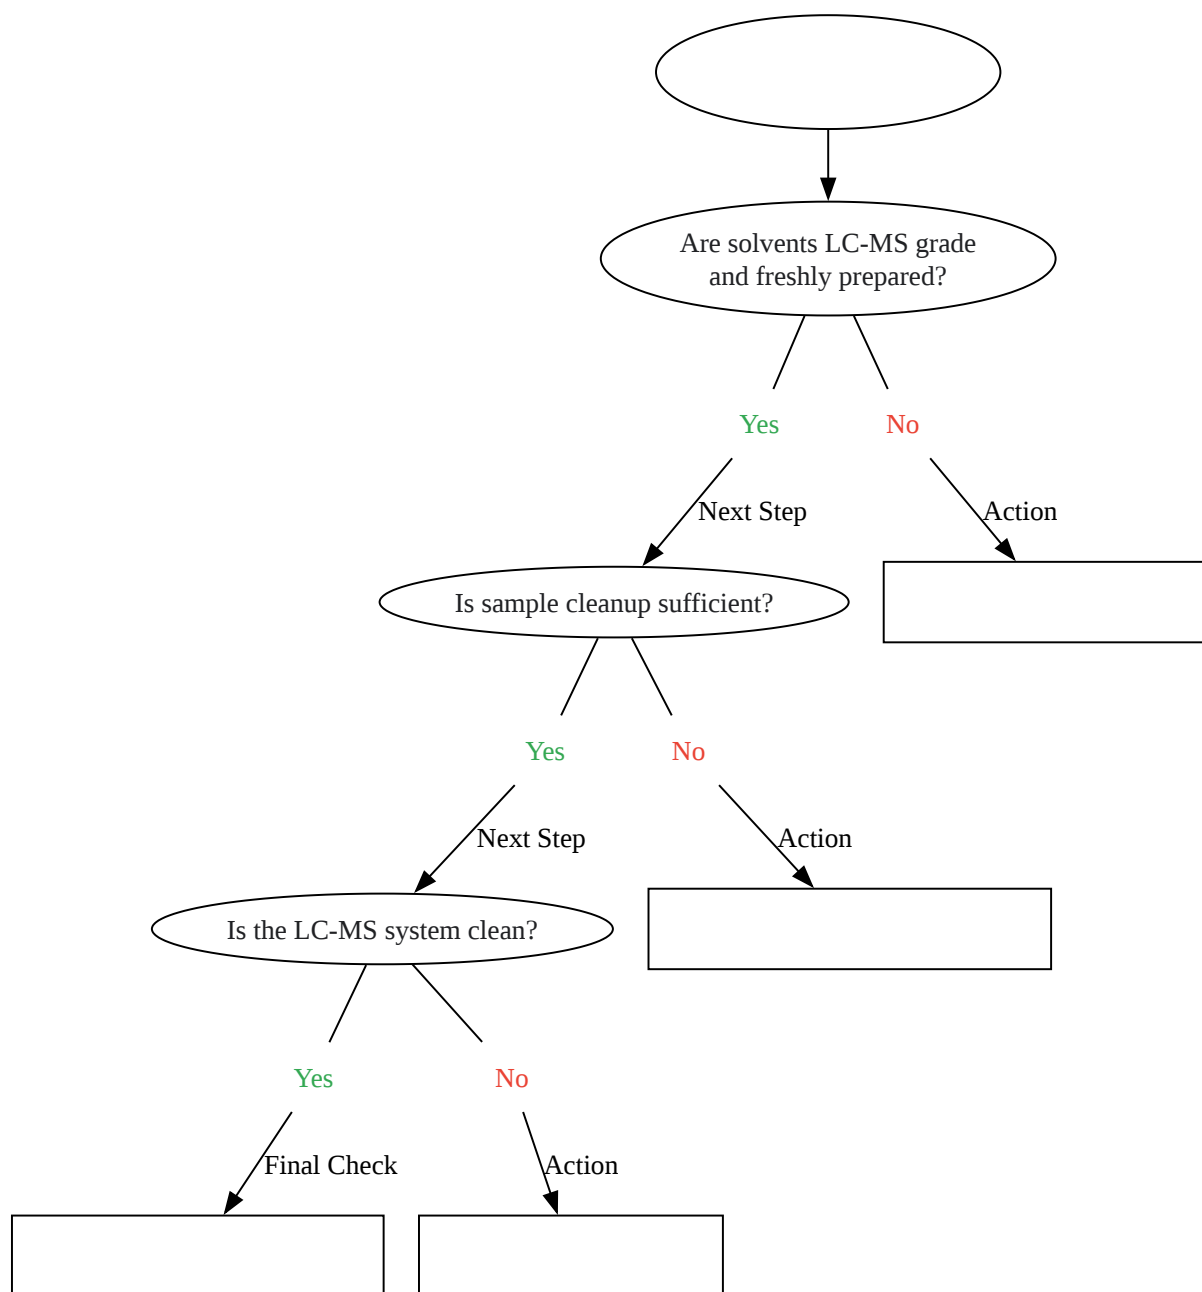 Are solvents LC-MS grade
and freshly prepared?
Yes
No
Next Step
Action
Is sample cleanup sufficient?
Yes
No
Next Step
Action
Is the LC-MS system clean?
Yes
No
Final Check
Action